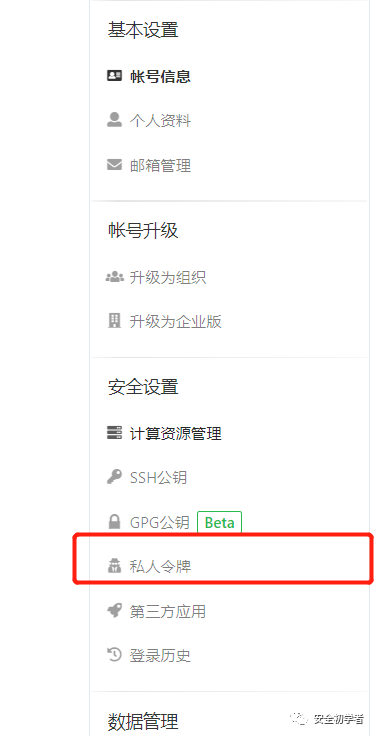 基本设置
帐号信息
个人资料
邮箱管理
帐号升级
升级为组织
升级为企业版
安全设置
计算资源管理
SSH公钥
GPG公钥 Beta
私人令牌
第三方应用
登录历史
数据管理
安全初学者